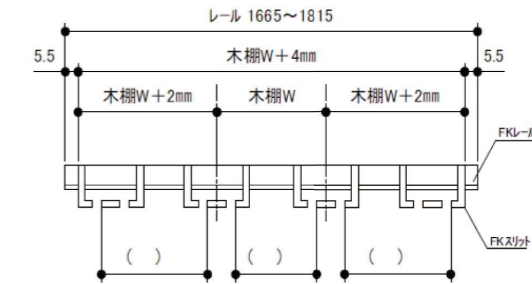 レール 1665～1815
5.5 木棚W＋4㎜ 5.5
木棚W＋2㎜ 木棚W 木棚W＋2㎜
FKレール
FKスリット
( ) ( ) ( )